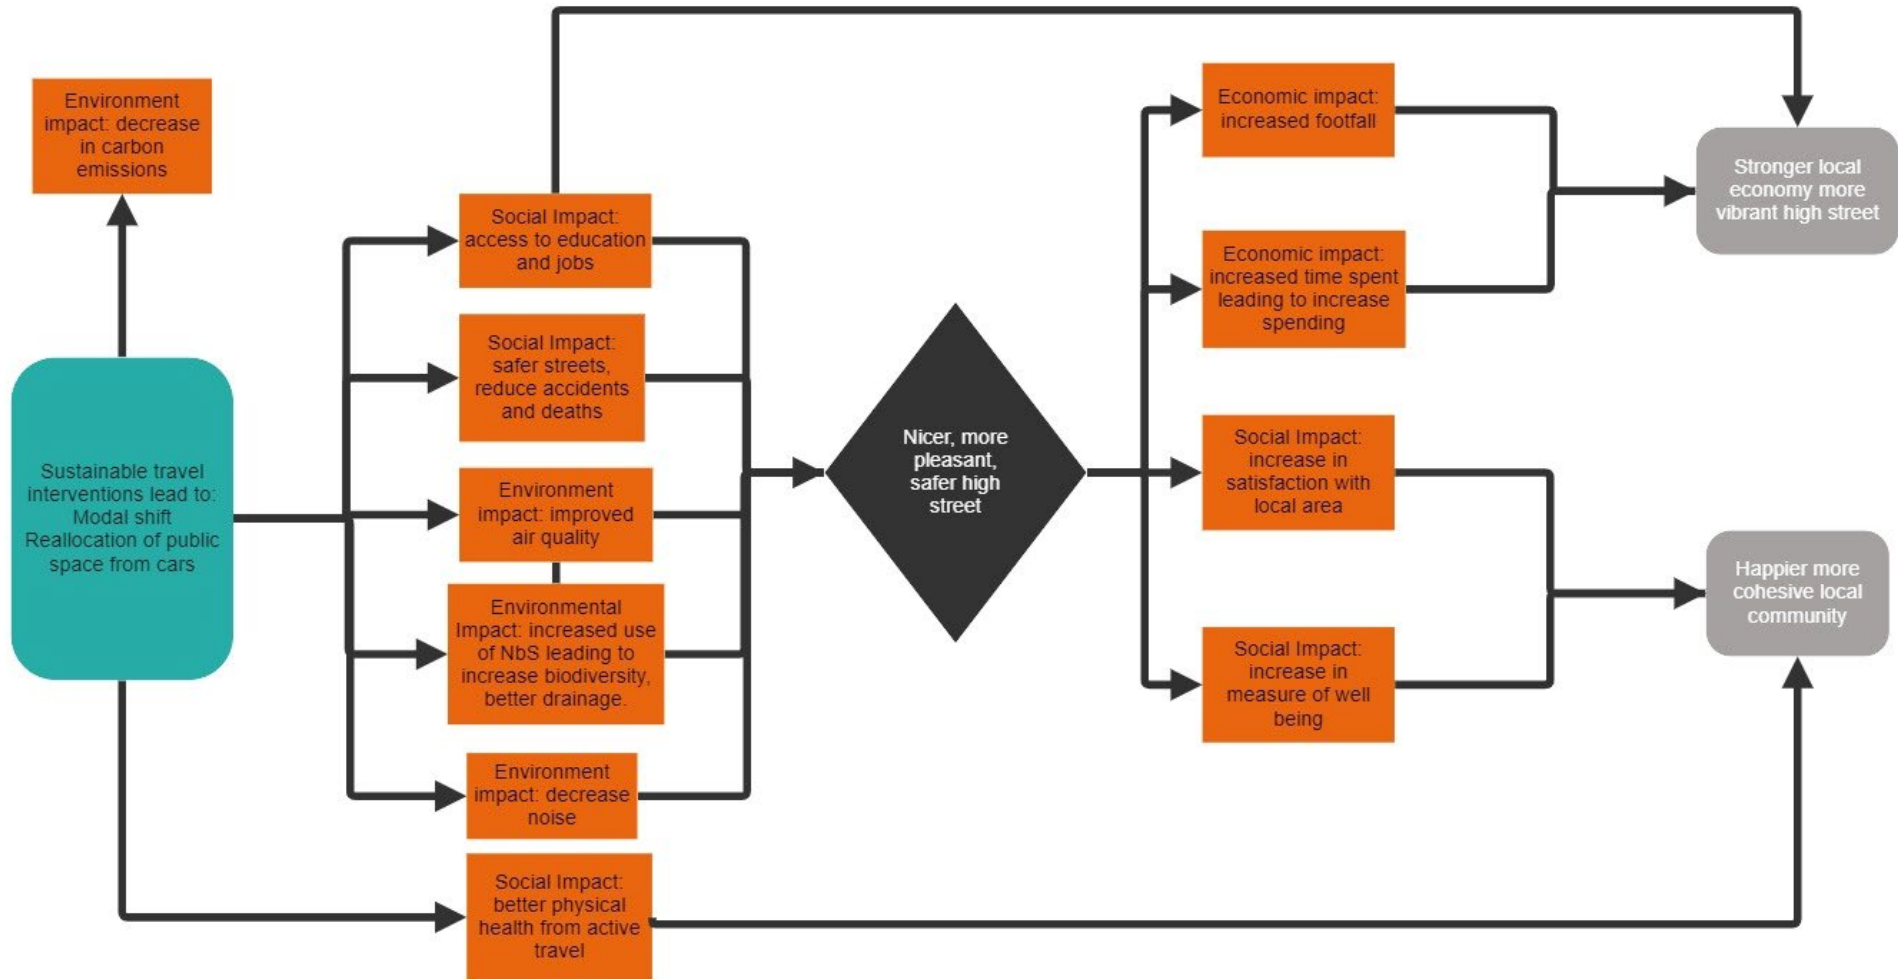 Environment
impact: decrease
in carbon
emissions
Sustainable travel
interventions lead to:
Modal shift
Reallocation of public
space from cars
Social Impact:
access to education
and jobs
Social Impact:
safer streets,
reduce accidents
and deaths
Environment
impact: improved
air quality
Environmental
Impact: increased use
of NbS leading to
increase biodiversity,
better drainage.
Environment
impact: decrease
noise
Social Impact:
better physical
health from active
travel
Nicer, more
pleasant,
safer high
street
Economic impact:
increased footfall
Economic impact:
increased time spent
leading to increase
spending
Social Impact:
increase in
satisfaction with
local area
Social Impact:
increase in
measure of well
being
Stronger local
economy more
vibrant high street
Happier more
cohesive local
community